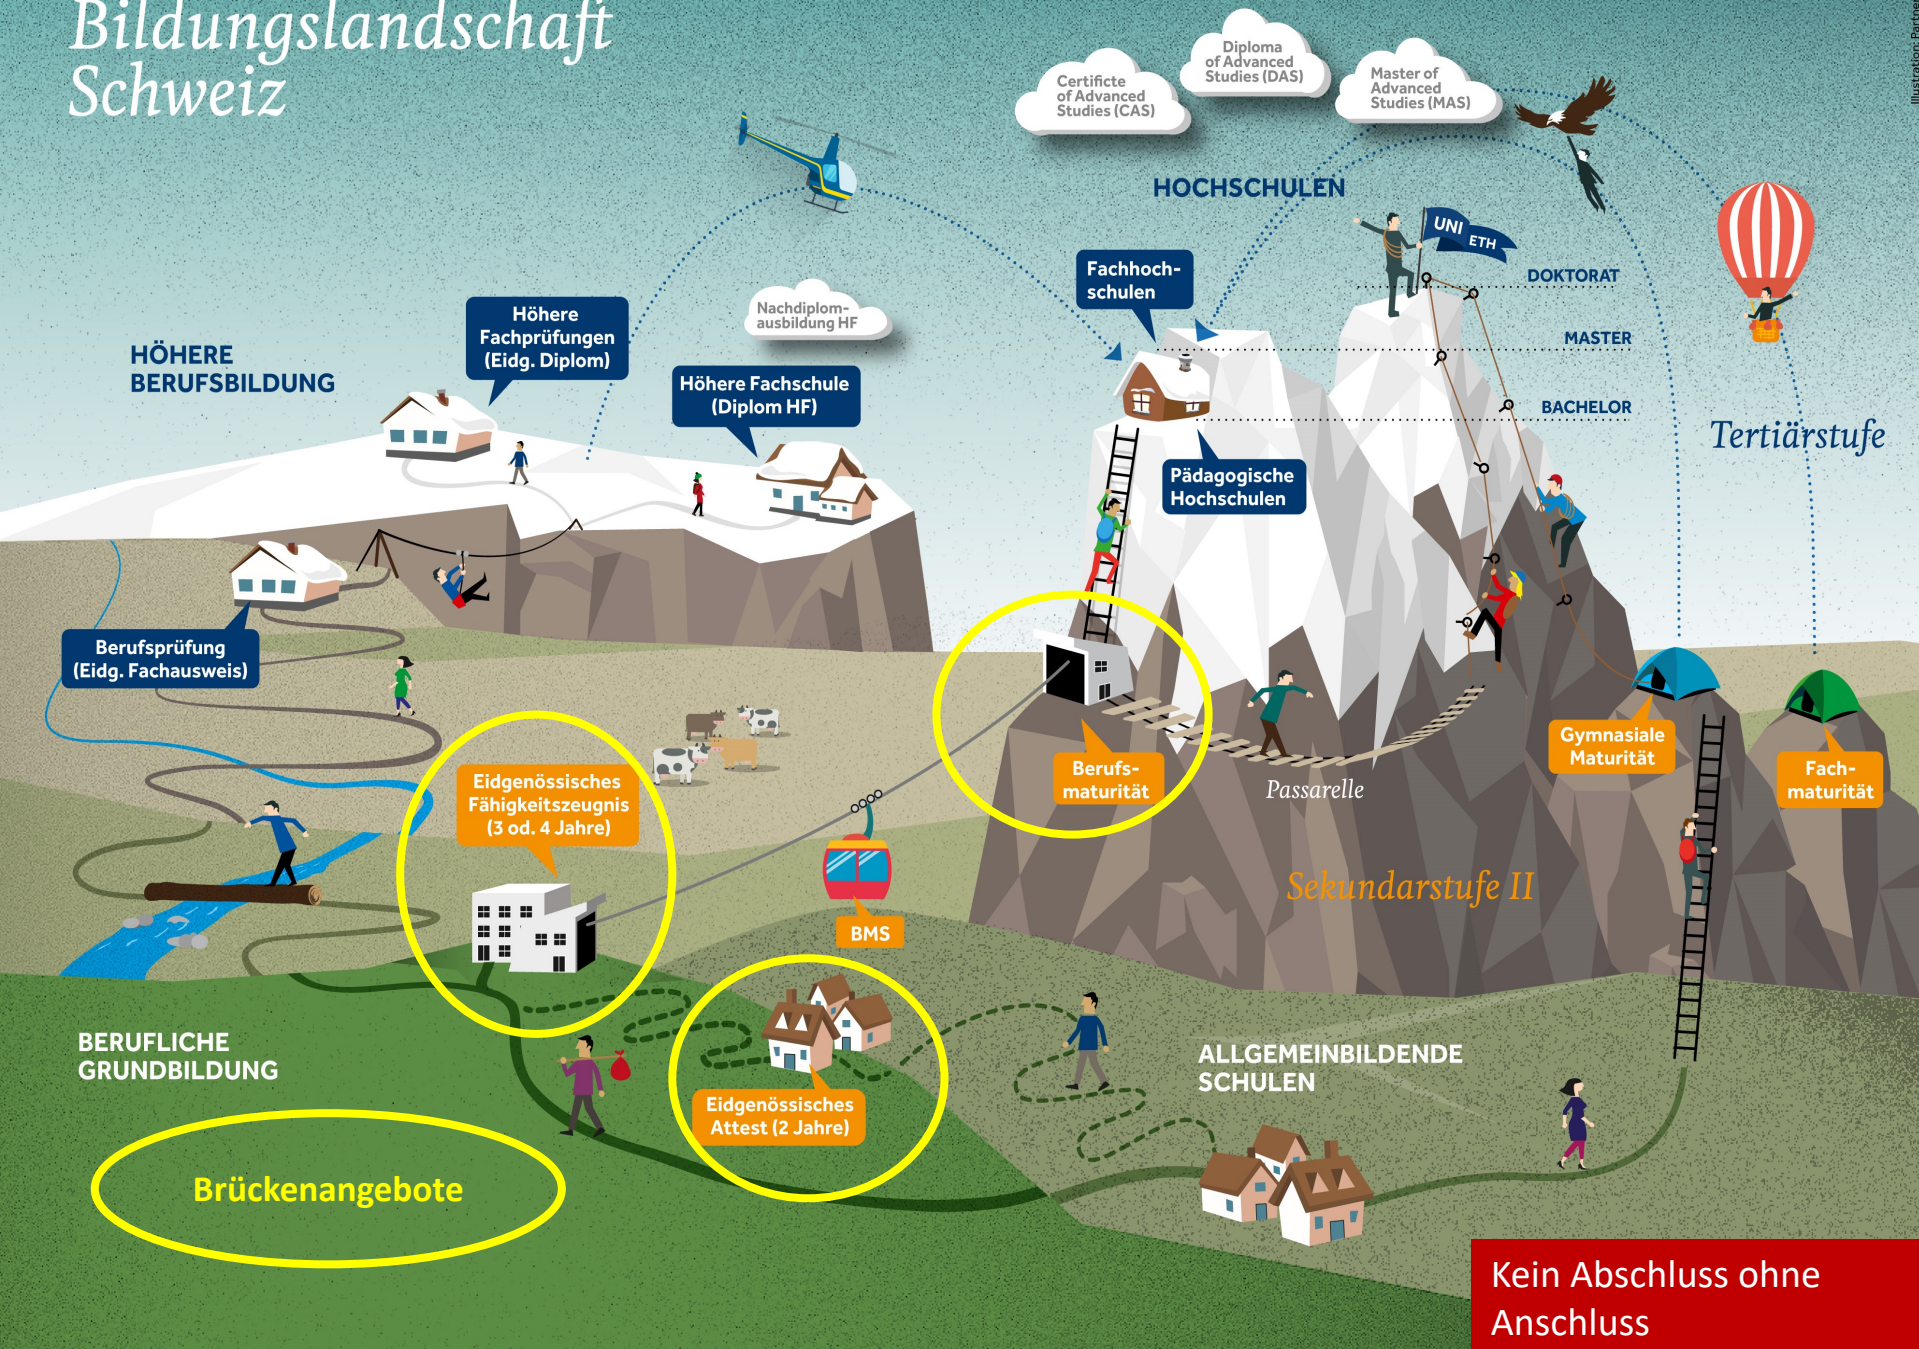 Bildungslandschaft
Schweiz
Illustration: Partner
Certificte
of Advanced
Studies (CAS)
Diploma
of Advanced
Studies (DAS)
Master of
Advanced
Studies (MAS)
HOCHSCHULEN
UNI
ETH
Fachhoch-
schulen
DOKTORAT
MASTER
BACHELOR
Tertiärstufe
Nachdiplom-
ausbildung HF
Höhere
Fachprüfungen
(Eidg. Diplom)
HÖHERE
BERUFSBILDUNG
Höhere Fachschule
(Diplom HF)
Pädagogische
Hochschulen
Berufsprüfung
(Eidg. Fachausweis)
Eidgenössisches
Fähigkeitszeugnis
(3 od. 4 Jahre)
Berufs-
maturität
Passarelle
Gymnasiale
Maturität
Fach-
maturität
Sekundarstufe II
BMS
BERUFLICHE
GRUNDBILDUNG
Eidgenössisches
Attest (2 Jahre)
ALLGEMEINBILDENDE
SCHULEN
Brückenangebote
Kein Abschluss ohne
Anschluss